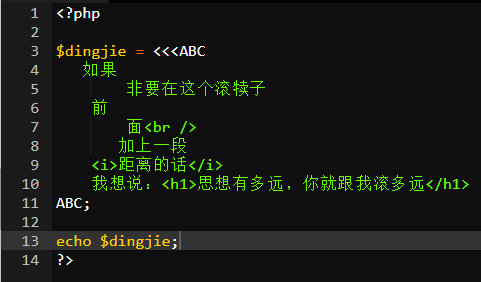 1 <?php
2
3 $dingjie = <<<ABC
4 如果
5 非要在这个滚犊子
6 前
7 面<br />
8 加上一段
9 <i>距离的话</i>
10 我想说：<h1>思想有多远，你就跟我滚多远</h1>
11 ABC;
12
13 echo $dingjie;
14 ?>